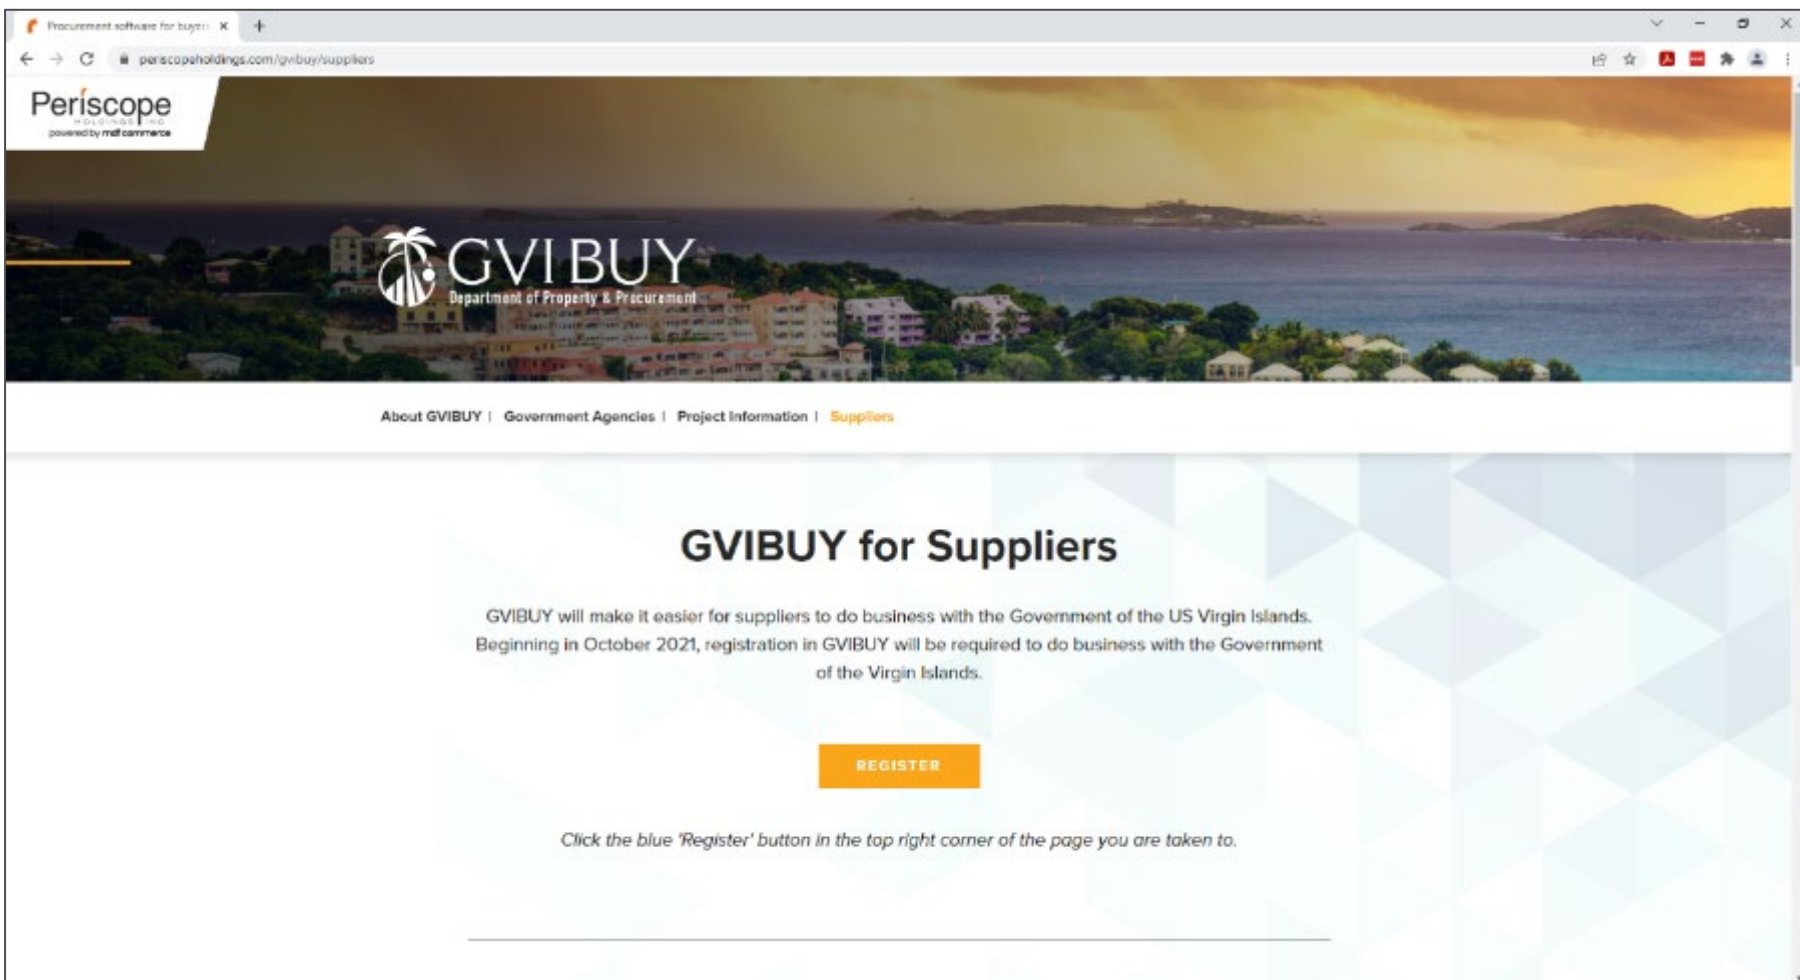 Procurement software for buyers
periscopeholdings.com/gvibuy/suppliers
Periscope
HOLDINGS INC
powered by mdf commerce
GVIBUY
Department of Property & Procurement
About GVIBUY | Government Agencies | Project Information | Suppliers
GVIBUY for Suppliers
GVIBUY will make it easier for suppliers to do business with the Government of the US Virgin Islands.
Beginning in October 2021, registration in GVIBUY will be required to do business with the Government
of the Virgin Islands.
REGISTER
Click the blue 'Register' button in the top right corner of the page you are taken to.